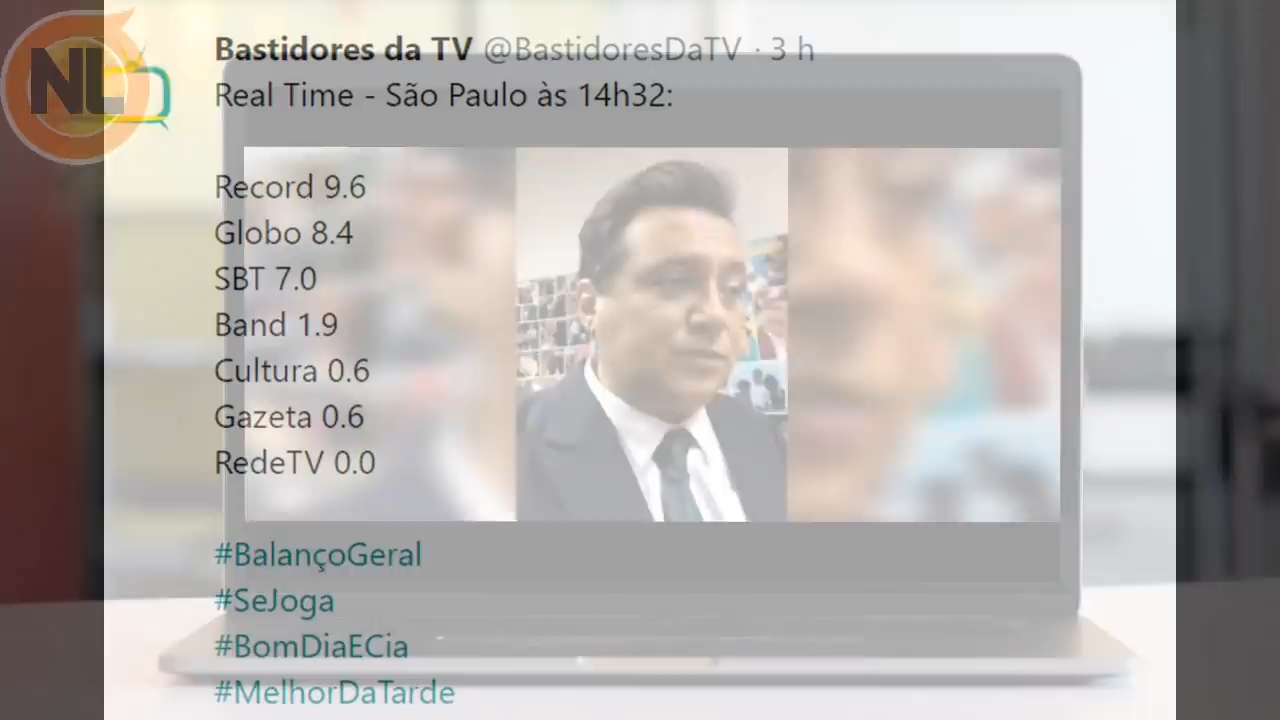 NL
Bastidores da TV @BastidoresDaTV · 3 h
Real Time - São Paulo às 14h32:
Record 9.6
Globo 8.4
SBT 7.0
Band 1.9
Cultura 0.6
Gazeta 0.6
RedeTV 0.0
#BalançoGeral
#SeJoga
#BomDiaECia
#MelhorDaTarde